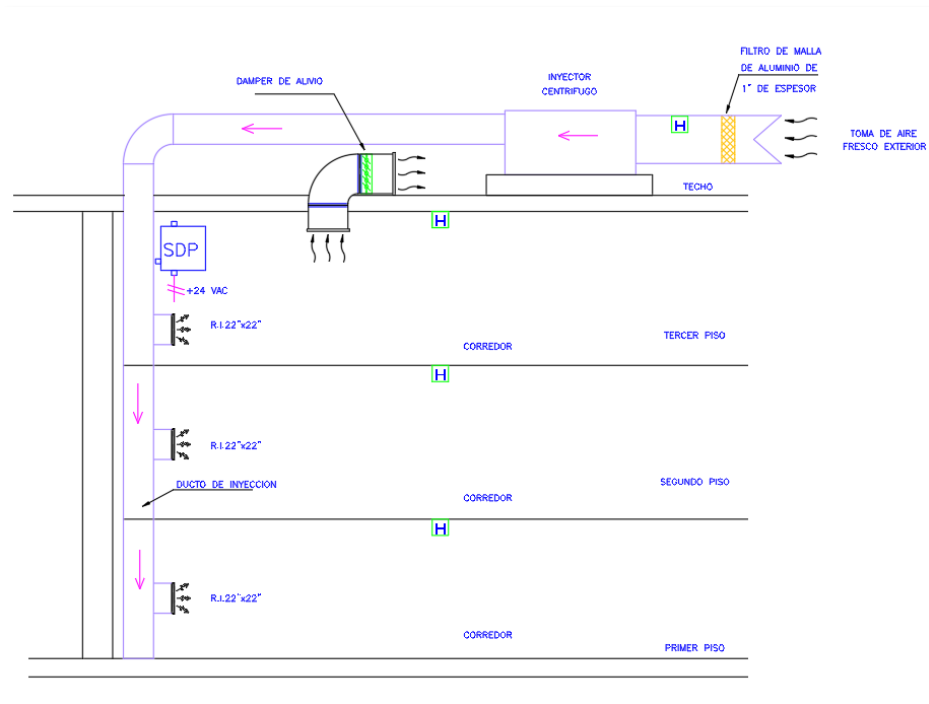 FILTRO DE MALLA
DE ALUMINIO DE
1" DE ESPESOR
DAMPER DE ALIVIO
INYECTOR
CENTRIFUGO
H
TOMA DE AIRE
FRESCO EXTERIOR
TECHO
H
SDP
+24 VAC
R.I.22"x22"
TERCER PISO
CORREDOR
H
R.I.22"x22"
DUCTO DE INYECCION
SEGUNDO PISO
CORREDOR
H
R.I.22"x22"
CORREDOR
PRIMER PISO